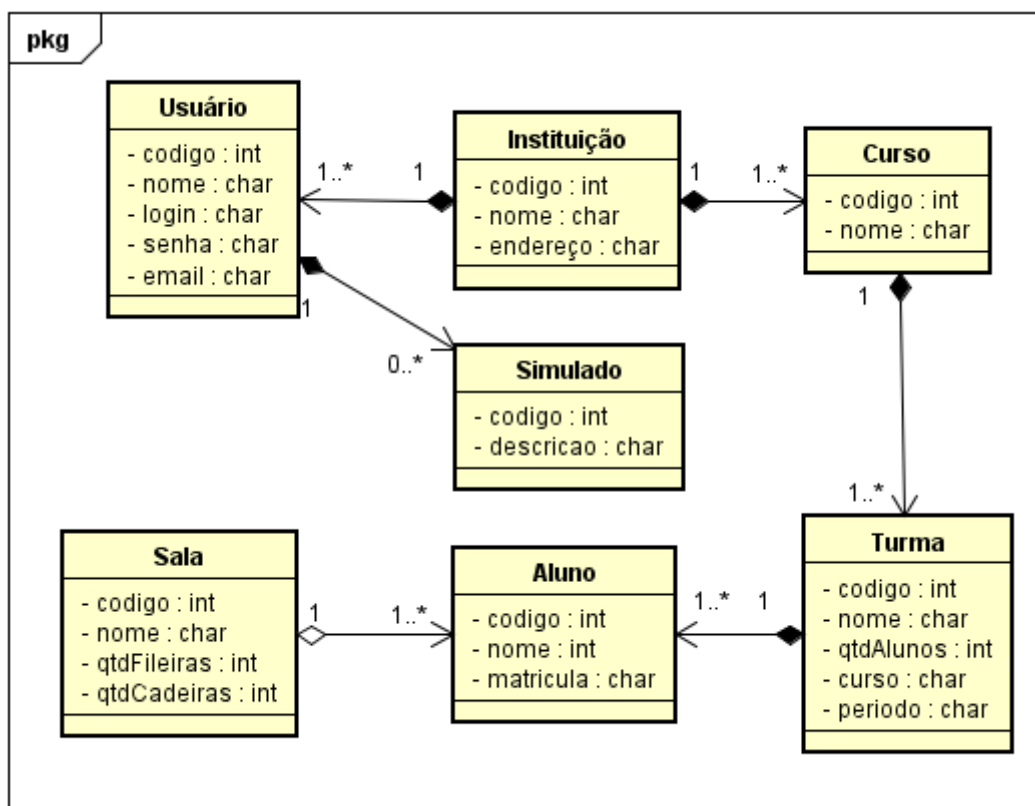 pkg
Usuário
- codigo : int
- nome : char
- login : char
- senha : char
- email : char
1..*
1
Instituição
- codigo : int
- nome : char
- endereço : char
1
1..*
Curso
- codigo : int
- nome : char
1
0..*
Simulado
- codigo : int
- descricao : char
1
1..*
Sala
- codigo : int
- nome : char
- qtdFileiras : int
- qtdCadeiras : int
1
1..*
Aluno
- codigo : int
- nome : int
- matricula : char
1..*
1
Turma
- codigo : int
- nome : char
- qtdAlunos : int
- curso : char
- periodo : char